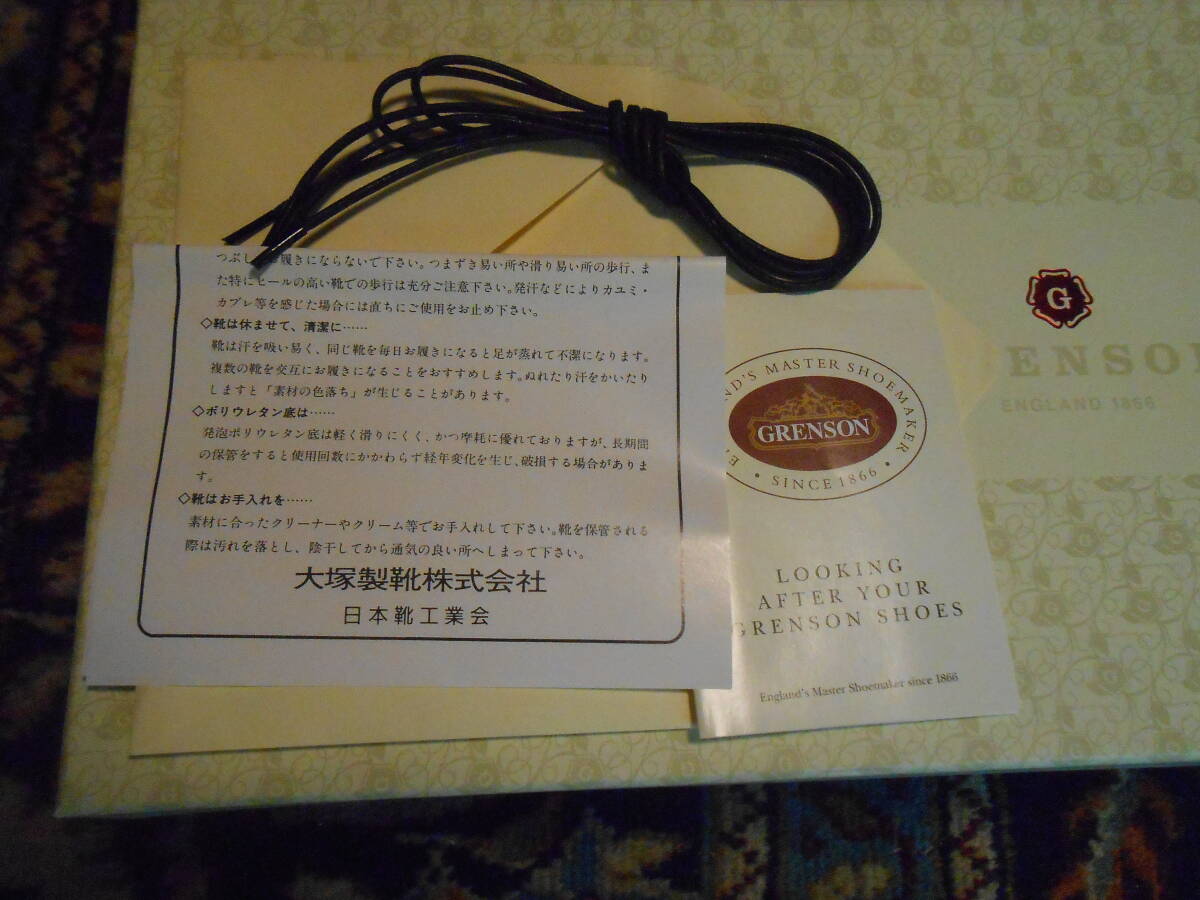 つぶし
履きにならないで下さい。つまずき易い所や滑り易い所の歩行、ま
た特にヒールの高い靴での歩行は充分ご注意下さい。発汗などによりカユミ・
カブレ等を感じた場合には直ちにご使用をお止め下さい。
◇靴は休ませて、清潔に……
靴は汗を吸い易く、同じ靴を毎日お履きになると足が蒸れて不潔になります。
複数の靴を交互にお履きになることをおすすめします。ぬれたり汗をかいたり
しますと「素材の色落ち」が生じることがあります。
◇ポリウレタン底は……
発泡ポリウレタン底は軽く滑りにくく、かつ摩耗に優れておりますが、長期間
の保管をすると使用回数にかかわらず経年変化を生じ、破損する場合がありま
す。
◇靴はお手入れを……
素材に合ったクリーナーやクリーム等でお手入れして下さい。靴を保管される
際は汚れを落とし、陰干してから通気の良い所へしまって下さい。
大塚製靴株式会社
日本靴工業会
ND'S MASTER SHOEMAKER
GRENSON
• SINCE 1866 •
LOOKING
AFTER YOUR
GRENSON SHOES
England's Master Shoemaker since 1866
G
ENSON
ENGLAND 1866